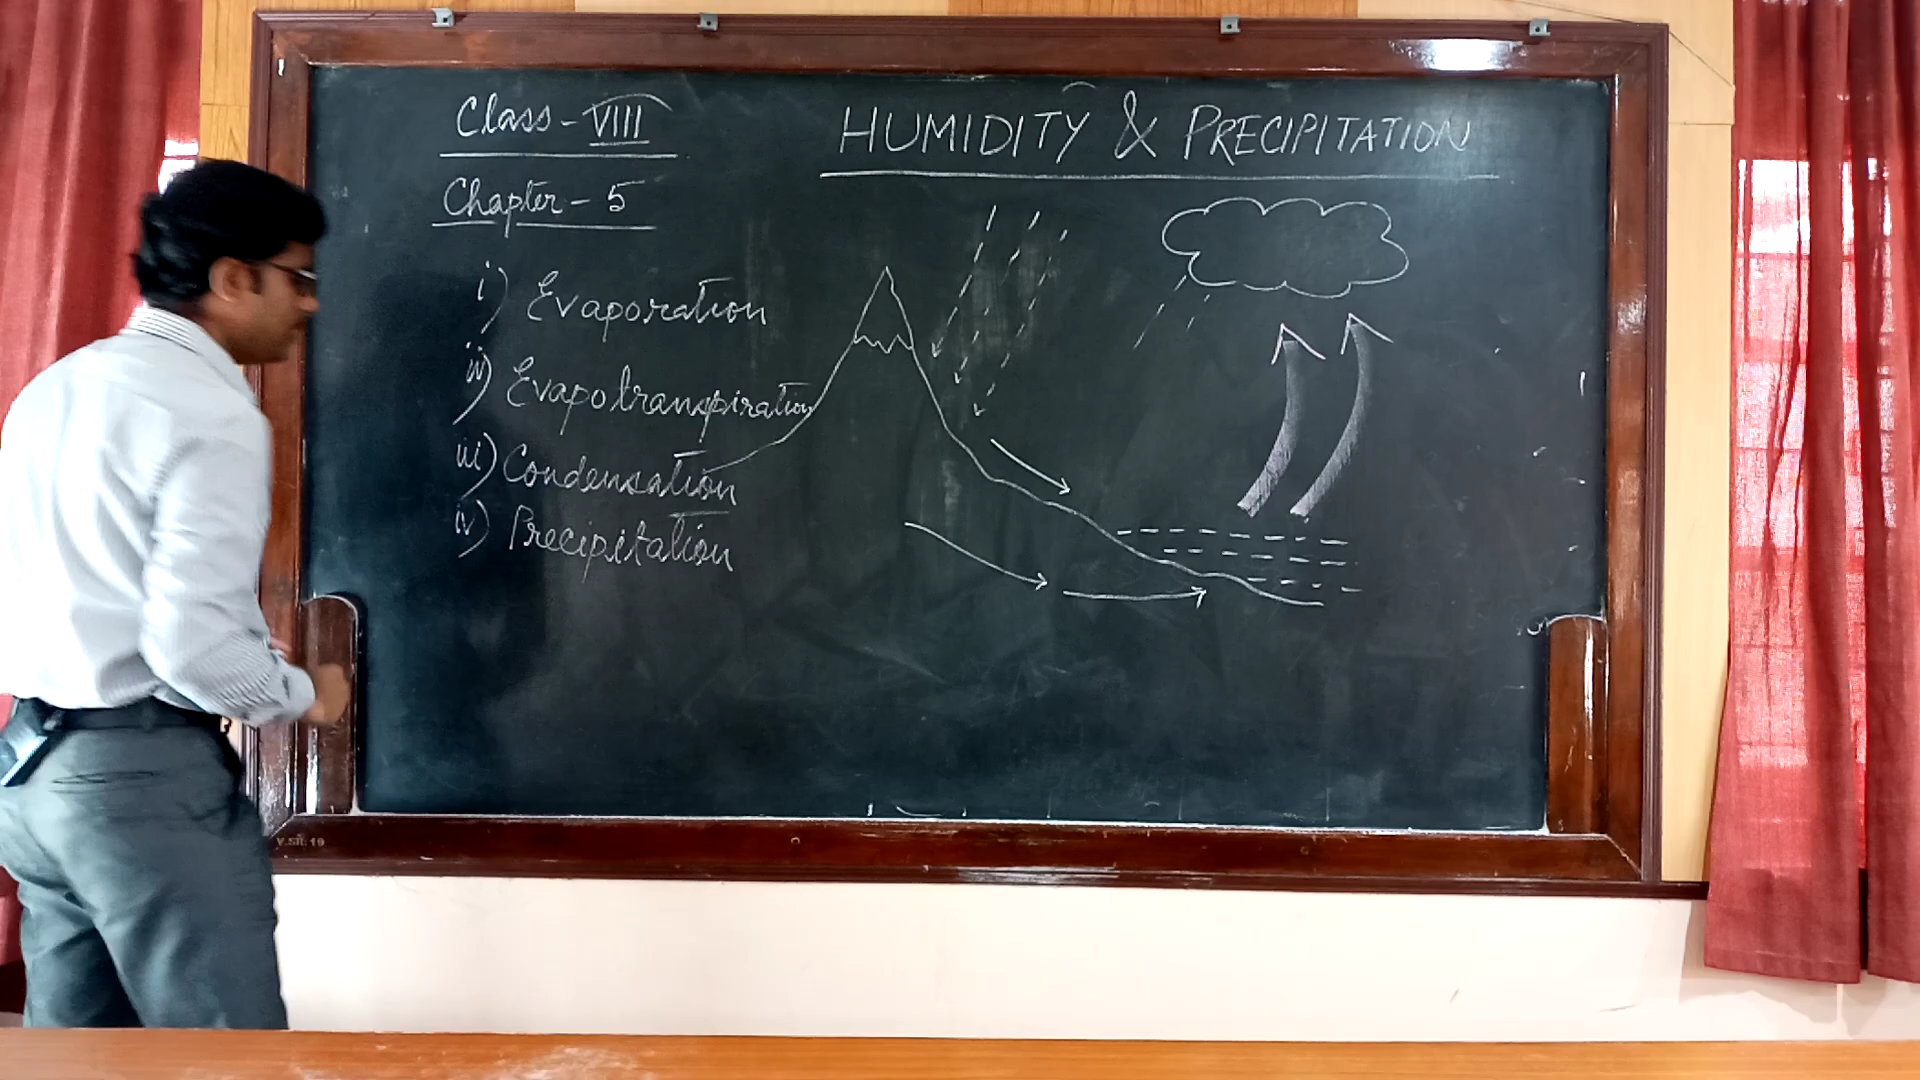 Class - VIII
HUMIDITY & PRECIPITATION
Chapter - 5
i) Evaporation
ii) Evapotranspiration
iii) Condensation
iv) Precipitation